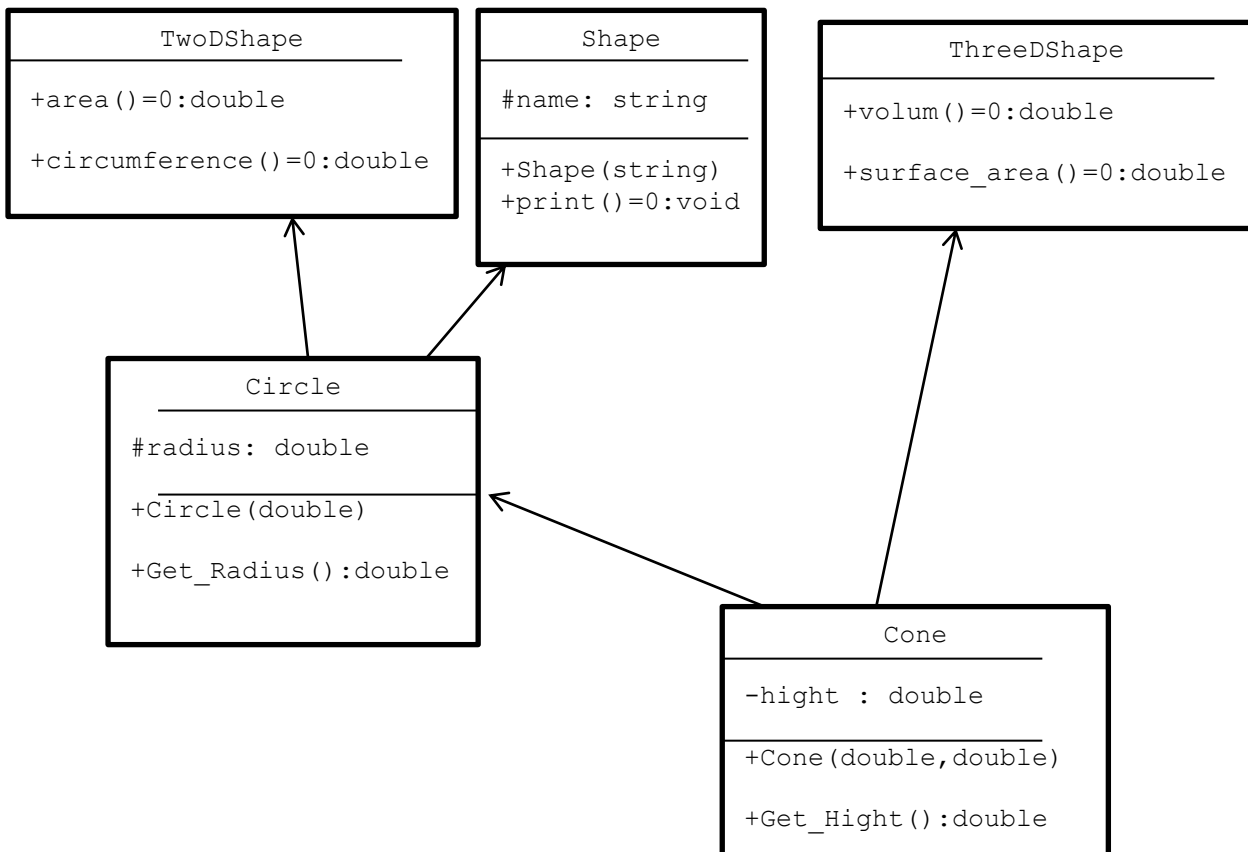 TwoDShape
+area()=0:double
+circumference()=0:double
Shape
#name: string
+Shape(string)
+print()=0:void
ThreeDShape
+volum()=0:double
+surface_area()=0:double
Circle
#radius: double
+Circle(double)
+Get_Radius():double
Cone
-hight : double
+Cone(double,double)
+Get_Hight():double